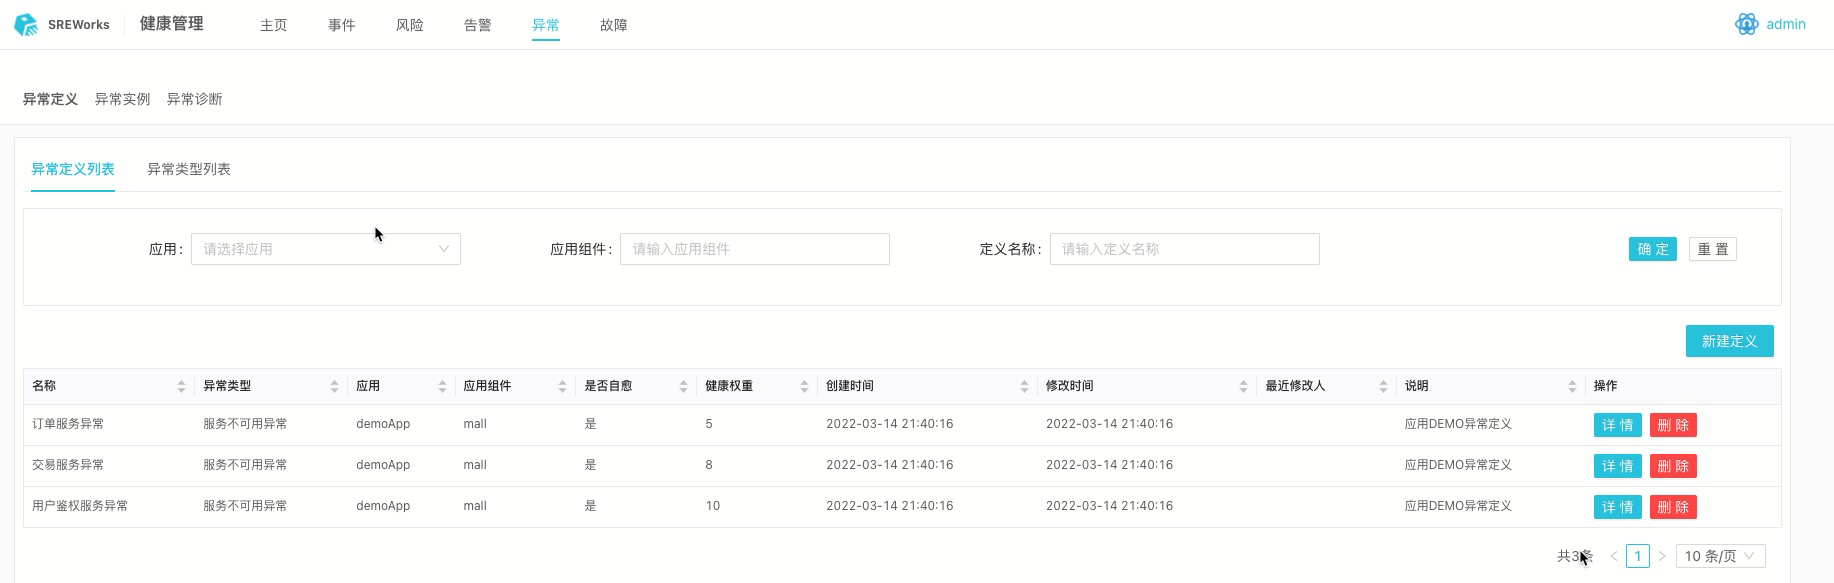 SREWorks 健康管理 主页 事件 风险 告警 异常 故障 admin
异常定义 异常实例 异常诊断
异常定义列表 异常类型列表
应用: 请选择应用 应用组件: 请输入应用组件 定义名称: 请输入定义名称 确 定 重 置
新建定义
名称 异常类型 应用 应用组件 是否自愈 健康权重 创建时间 修改时间 最近修改人 说明 操作
订单服务异常 服务不可用异常 demoApp mall 是 5 2022-03-14 21:40:16 2022-03-14 21:40:16 应用DEMO异常定义 详 情 删 除
交易服务异常 服务不可用异常 demoApp mall 是 8 2022-03-14 21:40:16 2022-03-14 21:40:16 应用DEMO异常定义 详 情 删 除
用户鉴权服务异常 服务不可用异常 demoApp mall 是 10 2022-03-14 21:40:16 2022-03-14 21:40:16 应用DEMO异常定义 详 情 删 除
共3条 < 1 > 10 条/页